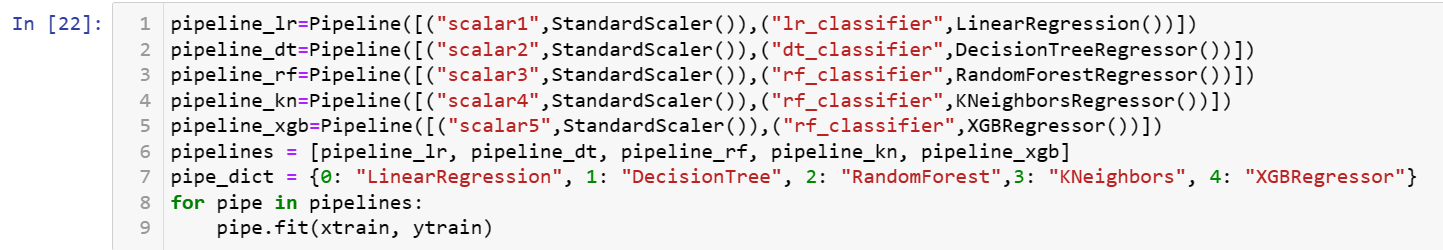 In [22]:
1 pipeline_lr=Pipeline([("scalar1",StandardScaler()),("lr_classifier",LinearRegression())])
2 pipeline_dt=Pipeline([("scalar2",StandardScaler()),("dt_classifier",DecisionTreeRegressor())])
3 pipeline_rf=Pipeline([("scalar3",StandardScaler()),("rf_classifier",RandomForestRegressor())])
4 pipeline_kn=Pipeline([("scalar4",StandardScaler()),("rf_classifier",KNeighborsRegressor())])
5 pipeline_xgb=Pipeline([("scalar5",StandardScaler()),("rf_classifier",XGBRegressor())])
6 pipelines = [pipeline_lr, pipeline_dt, pipeline_rf, pipeline_kn, pipeline_xgb]
7 pipe_dict = {0: "LinearRegression", 1: "DecisionTree", 2: "RandomForest",3: "KNeighbors", 4: "XGBRegressor"}
8 for pipe in pipelines:
9     pipe.fit(xtrain, ytrain)